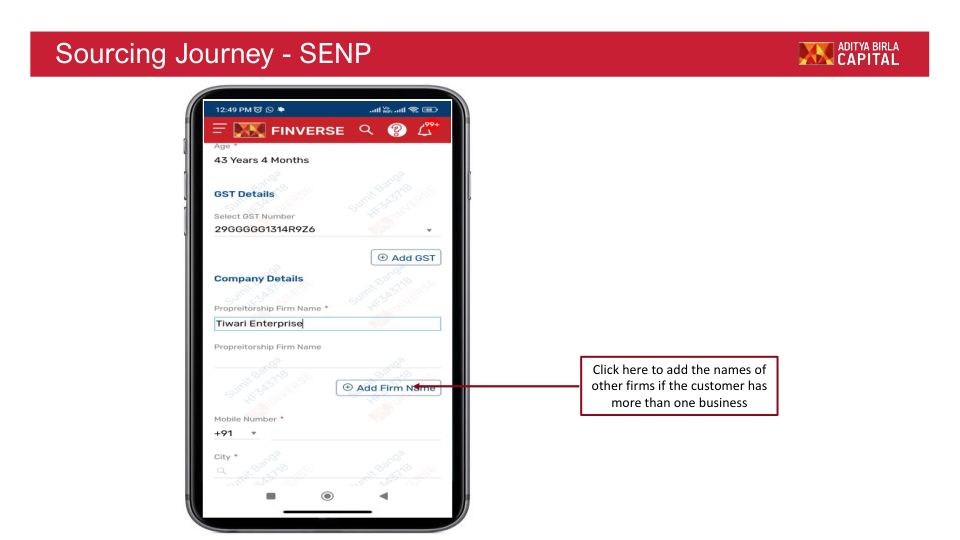 Sourcing Journey - SENP
ADITYA BIRLA
CAPITAL
12:49 PM
FINVERSE
99+
Age *
43 Years 4 Months
GST Details
Select GST Number
29GGGGG1314R9Z6
Add GST
Company Details
Propreitorship Firm Name *
Tiwari Enterprise
Propreitorship Firm Name
Add Firm Name
Click here to add the names of
other firms if the customer has
more than one business
Mobile Number *
+91
City *
Sumit Banga
HF343718
FINVERSE